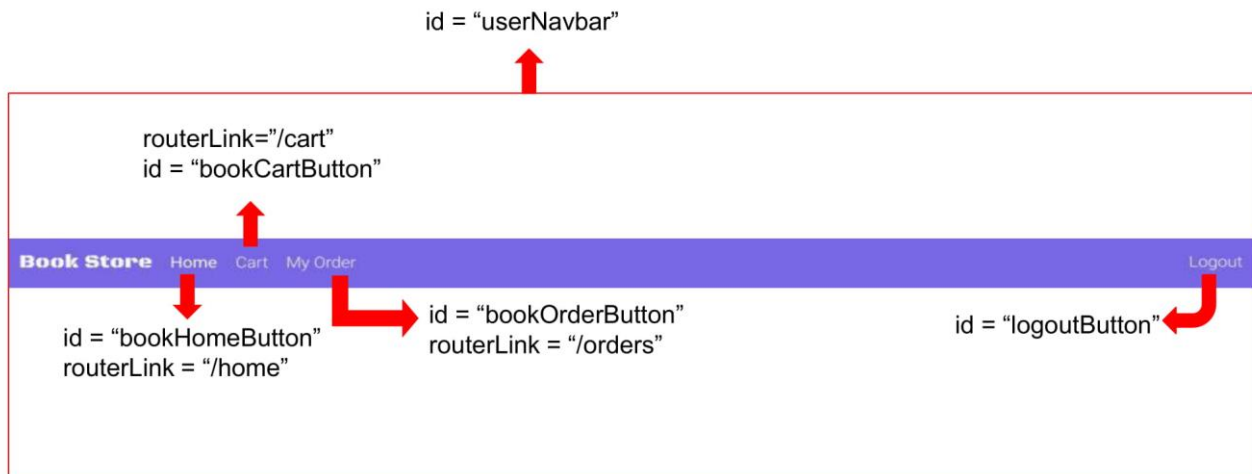 id = “userNavbar”
routerLink=”/cart”
id = “bookCartButton”
Book Store Home Cart My Order Logout
id = “bookHomeButton”
routerLink = “/home”
id = “bookOrderButton”
routerLink = “/orders”
id = “logoutButton”